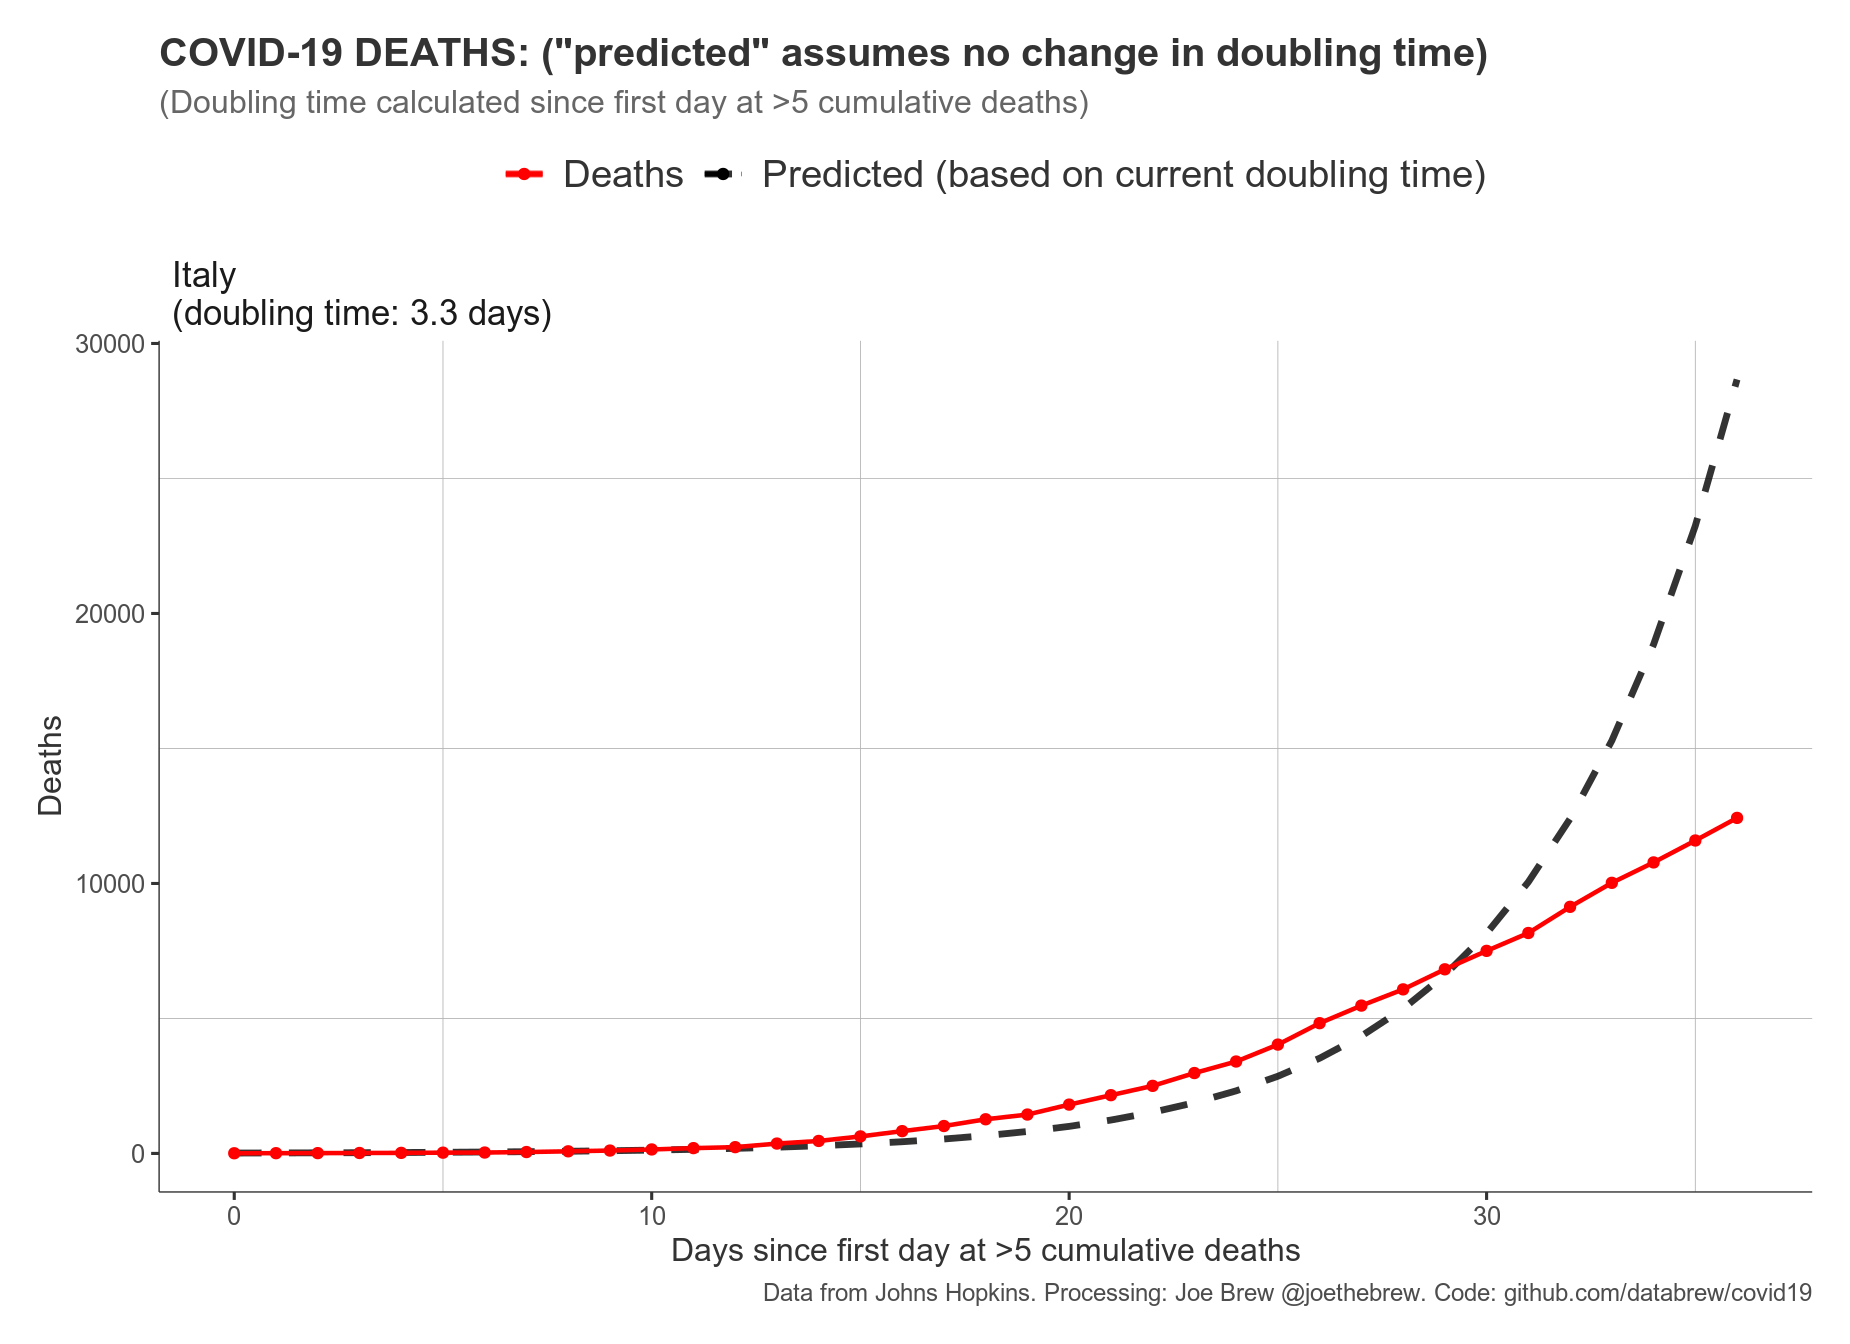 COVID-19 DEATHS: ("predicted" assumes no change in doubling time)
(Doubling time calculated since first day at >5 cumulative deaths)
Deaths Predicted (based on current doubling time)
Italy
(doubling time: 3.3 days)
30000
20000
10000
0
Deaths
0 10 20 30
Days since first day at >5 cumulative deaths
Data from Johns Hopkins. Processing: Joe Brew @joethebrew. Code: github.com/databrew/covid19